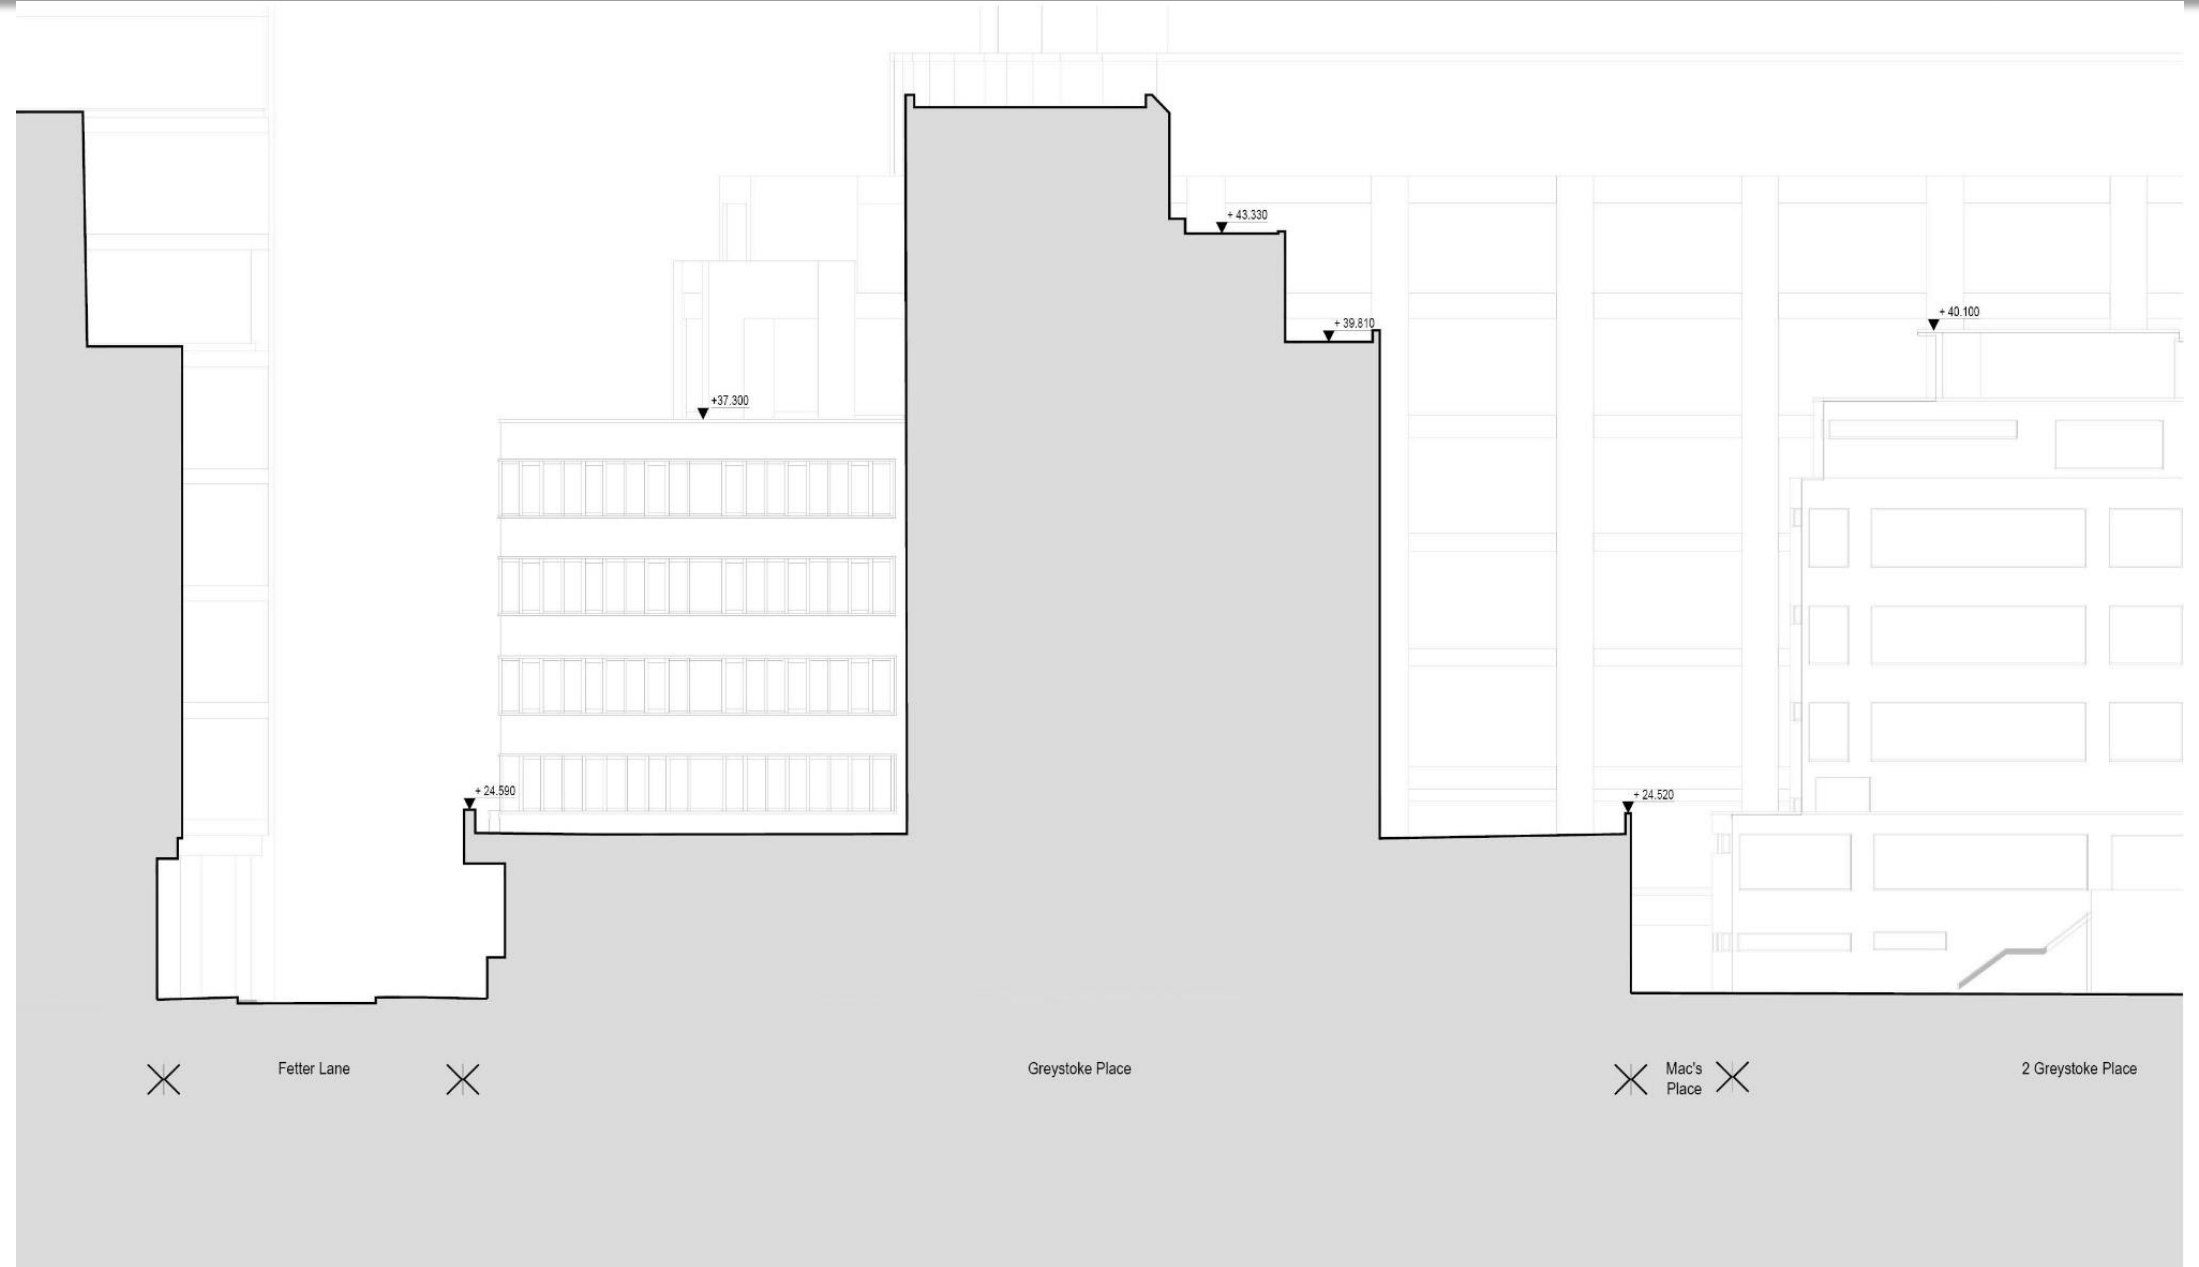 + 43.330
+ 40.100
+ 39.810
+37.300
+ 24.590
+ 24.520
Fetter Lane
Greystoke Place
Mac's
Place
2 Greystoke Place